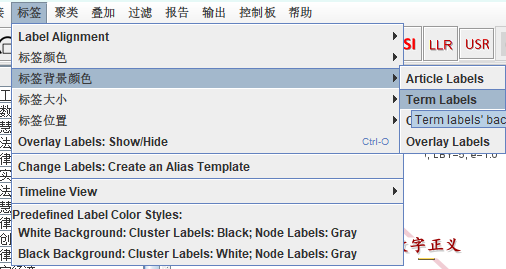 标签 聚类 叠加 过滤 报告 输出 控制板 帮助
Label Alignment
标签颜色
标签背景颜色
标签大小
标签位置
Overlay Labels: Show/Hide Ctrl-O
Change Labels: Create an Alias Template
Timeline View
Predefined Label Color Styles:
White Background: Cluster Labels: Black; Node Labels: Gray
Black Background: Cluster Labels: White; Node Labels: Gray
Article Labels
Term Labels
Term labels' bac
Overlay Labels
SI LLR USR
LBY=5, e=1.0
字正义
工
数
慧
法
律
实
法
慧
律
创
律